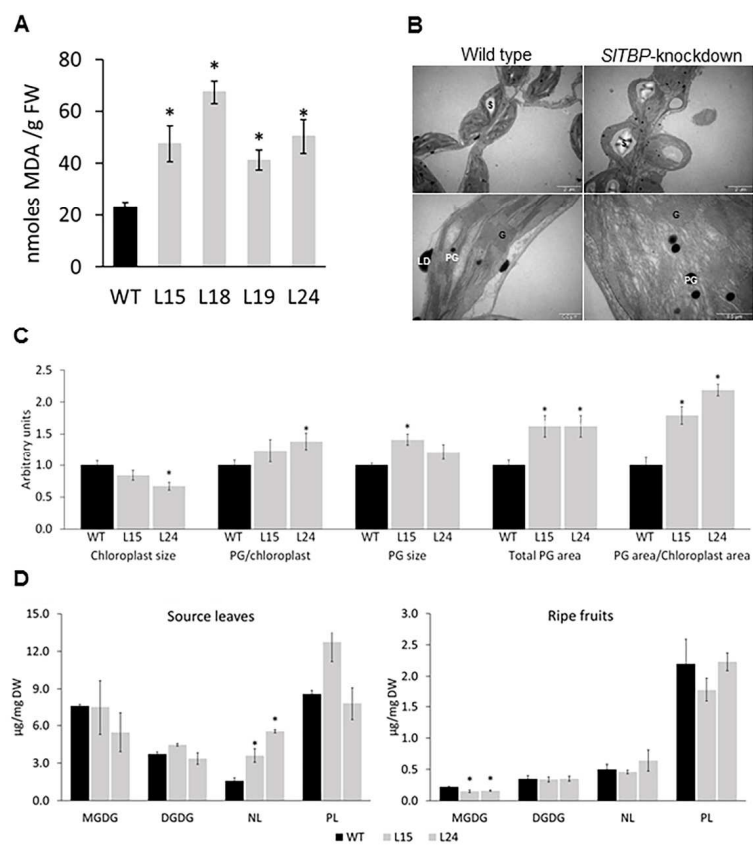 A
nmoles MDA /g FW
80
60
40
20
0
*
*
*
*
WT L15 L18 L19 L24
B
Wild type SlTBP-knockdown
S
S
LD
PG
G
G
PG
C
Arbitrary units
2.5
2.0
1.5
1.0
0.5
0.0
*
*
*
* *
*
*
WT L15 L24 WT L15 L24 WT L15 L24 WT L15 L24 WT L15 L24
Chloroplast size PG/chloroplast PG size Total PG area PG area/Chloroplast area
D
Source leaves
µg/mg DW
15.0
12.0
9.0
6.0
3.0
0.0
*
*
MGDG DGDG NL PL
Ripe fruits
µg/mg DW
3.0
2.5
2.0
1.5
1.0
0.5
0.0
* *
MGDG DGDG NL PL
WT L15 L24